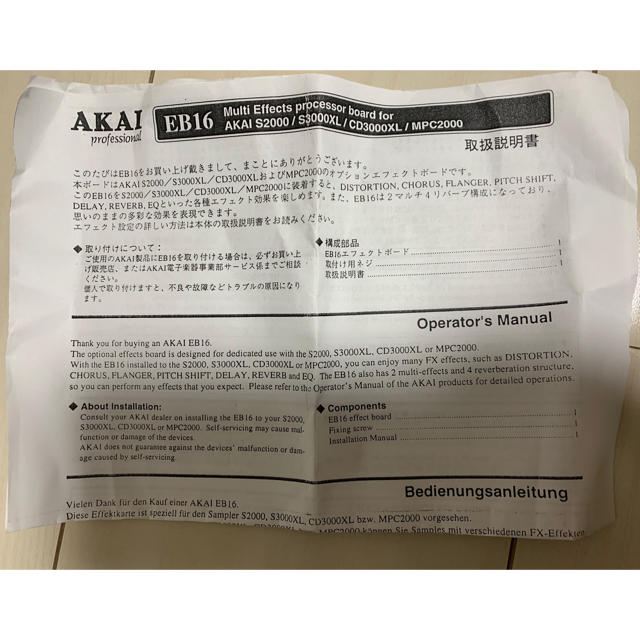 AKAI
professional
EB16 Multi Effects processor board for
AKAI S2000 / S3000XL / CD3000XL / MPC2000
取扱説明書
このたびはEB16をお買い上げ戴きまして、まことにありがとうございます。
本ボードはAKAI S2000／S3000XL／CD3000XLおよびMPC2000のオプションエフェクトボードです。
このEB16をS2000／S3000XL／CD3000XL／MPC2000に装着すると、DISTORTION, CHORUS, FLANGER, PITCH SHIFT,
DELAY, REVERB, EQといった各種エフェクト効果を楽しめます。また、EB16は2マルチ4リバーブ構成になっており、
思いのままの多彩な効果を表現できます。
エフェクト設定の詳しい方法は本体の取扱説明書をお読みください。
◆ 取り付けについて：
ご使用のAKAI製品にEB16を取り付ける場合は、必ずお買い上
げ販売店、またはAKAI電子楽器事業部サービス係までご相談
ください。
個人で取り付けますと、不良や故障などトラブルの原因になり
ます。
◆ 構成部品
EB16エフェクトボード 1
取付け用ネジ 1
取扱説明書 1
Operator's Manual
Thank you for buying an AKAI EB16.
The optional effects board is designed for dedicated use with the S2000, S3000XL, CD3000XL or MPC2000.
With the EB16 installed to the S2000, S3000XL, CD3000XL or MPC2000, you can enjoy many FX effects, such as DISTORTION,
CHORUS, FLANGER, PITCH SHIFT, DELAY, REVERB and EQ. The EB16 also has 2 multi-effects and 4 reverberation structure,
so you can perform any effects that you expect. Please refer to the Operator's Manual of the AKAI products for detailed operations.
◆ About Installation:
Consult your AKAI dealer on installing the EB16 to your S2000,
S3000XL, CD3000XL or MPC2000. Self-servicing may cause mal-
function or damage of the devices.
AKAI does not guarantee against the devices' malfunction or dam-
age caused by self-servicing.
◆ Components
EB16 effect board 1
Fixing screw 1
Installation Manual 1
Bedienungsanleitung
Vielen Dank für den Kauf einer AKAI EB16.
Diese Effektkarte ist speziell für den Sampler S2000, S3000XL, CD3000XL bzw. MPC2000 vorgesehen.
MPC2000 können Sie Samples mit verschiedenen FX-Effekten